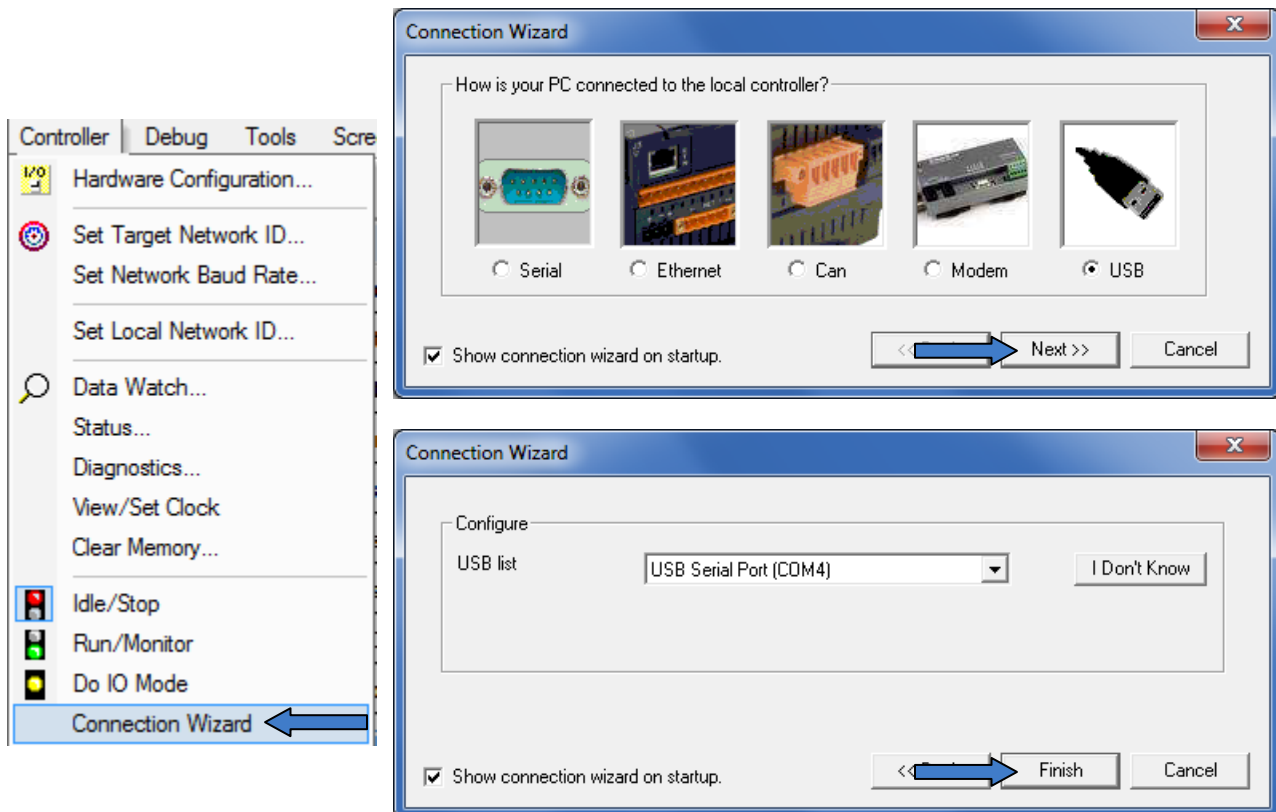 Controller Debug Tools Scre
Hardware Configuration...
Set Target Network ID...
Set Network Baud Rate...
Set Local Network ID...
Data Watch...
Status...
Diagnostics...
View/Set Clock
Clear Memory...
Idle/Stop
Run/Monitor
Do IO Mode
Connection Wizard
Connection Wizard
How is your PC connected to the local controller?
Serial Ethernet Can Modem USB
Show connection wizard on startup.
<< Next >> Cancel
Connection Wizard
Configure
USB list USB Serial Port (COM4) I Don't Know
Show connection wizard on startup.
<< Finish Cancel